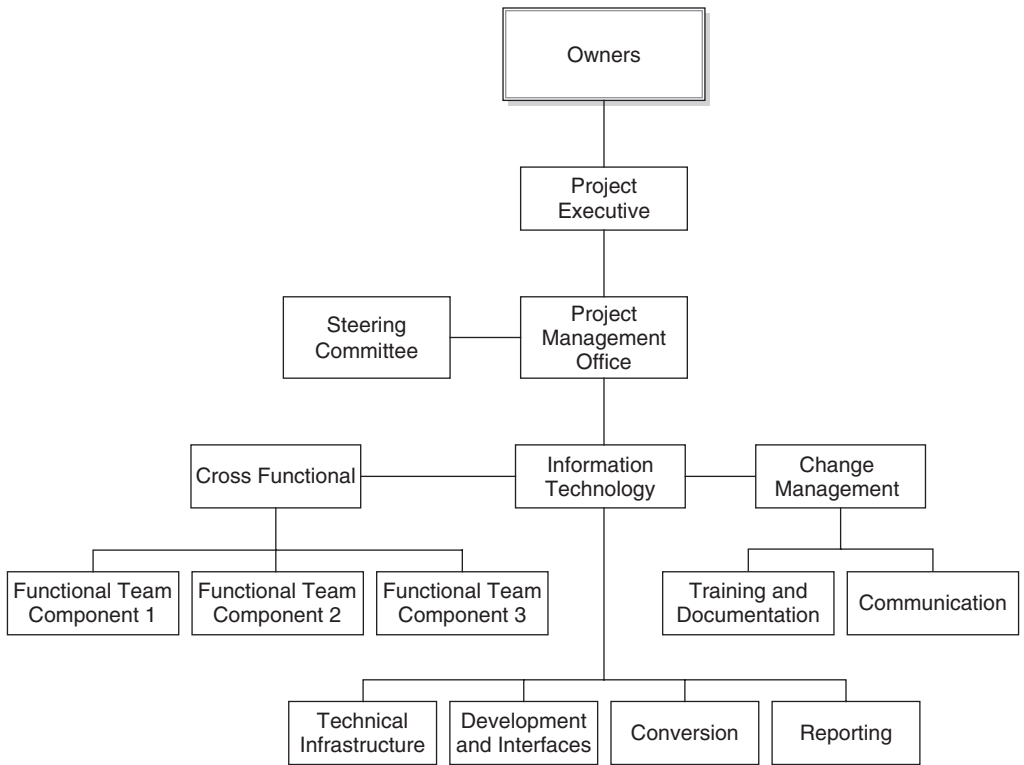 Owners
Project
Executive
Steering
Committee
Project
Management
Office
Cross Functional
Information
Technology
Change
Management
Functional Team
Component 1
Functional Team
Component 2
Functional Team
Component 3
Training and
Documentation
Communication
Technical
Infrastructure
Development
and Interfaces
Conversion
Reporting